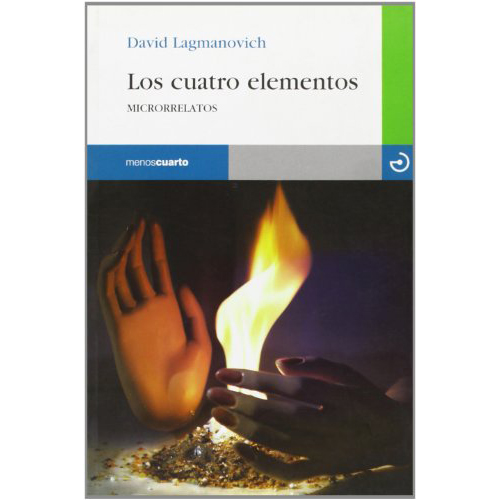 David Lagmanovich
Los cuatro elementos
MICRORRELATOS
menoscuarto